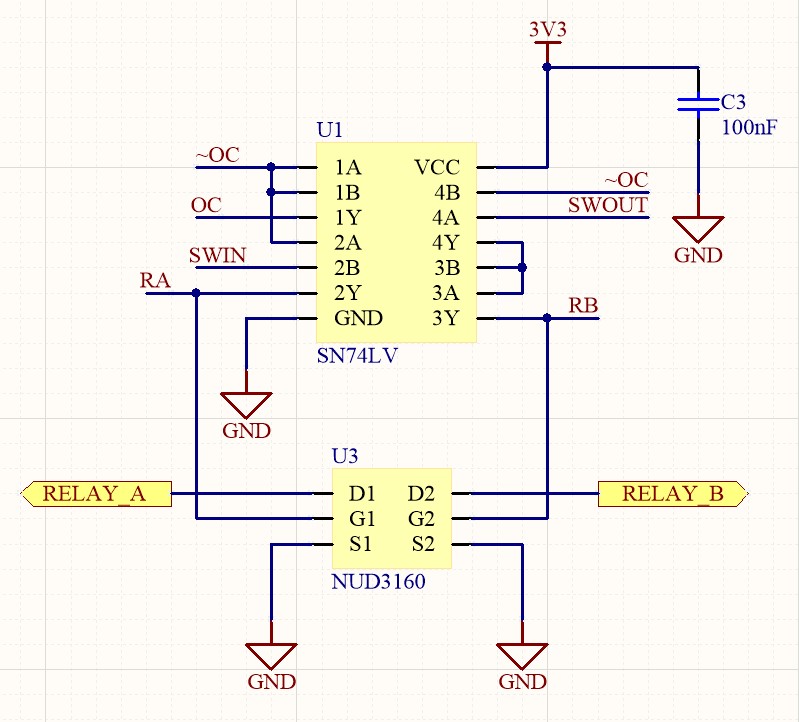 3V3
C3
100nF
U1
~OC
1A
VCC
1B
4B
~OC
OC
1Y
4A
SWOUT
2A
4Y
GND
SWIN
2B
3B
RA
2Y
3A
GND
3Y
RB
SN74LV
GND
U3
RELAY_A
D1
D2
RELAY_B
G1
G2
S1
S2
NUD3160
GND
GND